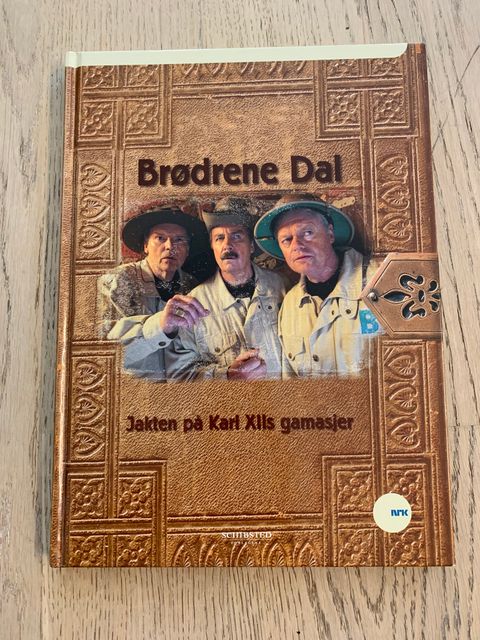 Brødrene Dal
B
Jakten på Karl XIIs gamasjer
NRK
SCHIBSTED